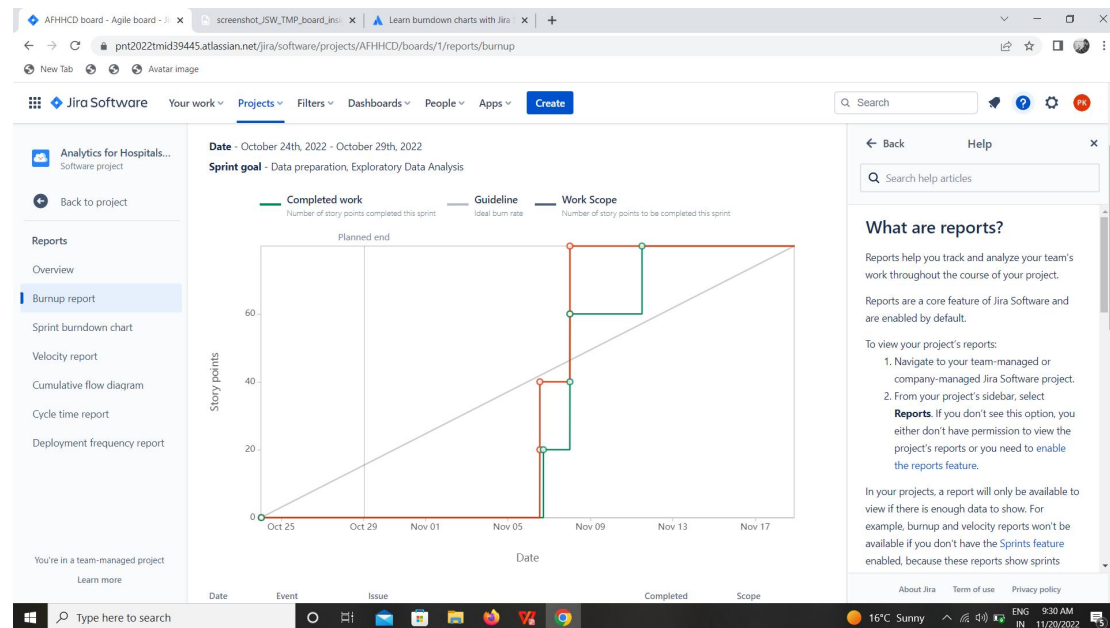 AFHHCD board - Agile board - Ji
screenshot_JSW_TMP_board_insi
Learn burndown charts with Jira
pnt2022tmid39445.atlassian.net/jira/software/projects/AFHHCD/boards/1/reports/burnup
New Tab
Avatar image
Jira Software
Your work
Projects
Filters
Dashboards
People
Apps
Create
Search
PK
Analytics for Hospitals...
Software project
Back to project
Reports
Overview
Burnup report
Sprint burndown chart
Velocity report
Cumulative flow diagram
Cycle time report
Deployment frequency report
You're in a team-managed project
Learn more
Date - October 24th, 2022 - October 29th, 2022
Sprint goal - Data preparation, Exploratory Data Analysis
Completed work
Number of story points completed this sprint
Guideline
Ideal burn rate
Work Scope
Number of story points to be completed this sprint
Planned end
Story points
60
40
20
0
Oct 25
Oct 29
Nov 01
Nov 05
Nov 09
Nov 13
Nov 17
Date
Date
Event
Issue
Completed
Scope
Back
Help
Search help articles
What are reports?
Reports help you track and analyze your team's
work throughout the course of your project.
Reports are a core feature of Jira Software and
are enabled by default.
To view your project's reports:
1. Navigate to your team-managed or
company-managed Jira Software project.
2. From your project's sidebar, select
Reports. If you don't see this option, you
either don't have permission to view the
project's reports or you need to enable
the reports feature.
In your projects, a report will only be available to
view if there is enough data to show. For
example, burnup and velocity reports won't be
available if you don't have the Sprints feature
enabled, because these reports show sprints
About Jira
Term of use
Privacy policy
Type here to search
16°C Sunny
ENG
IN
9:30 AM
11/20/2022
5